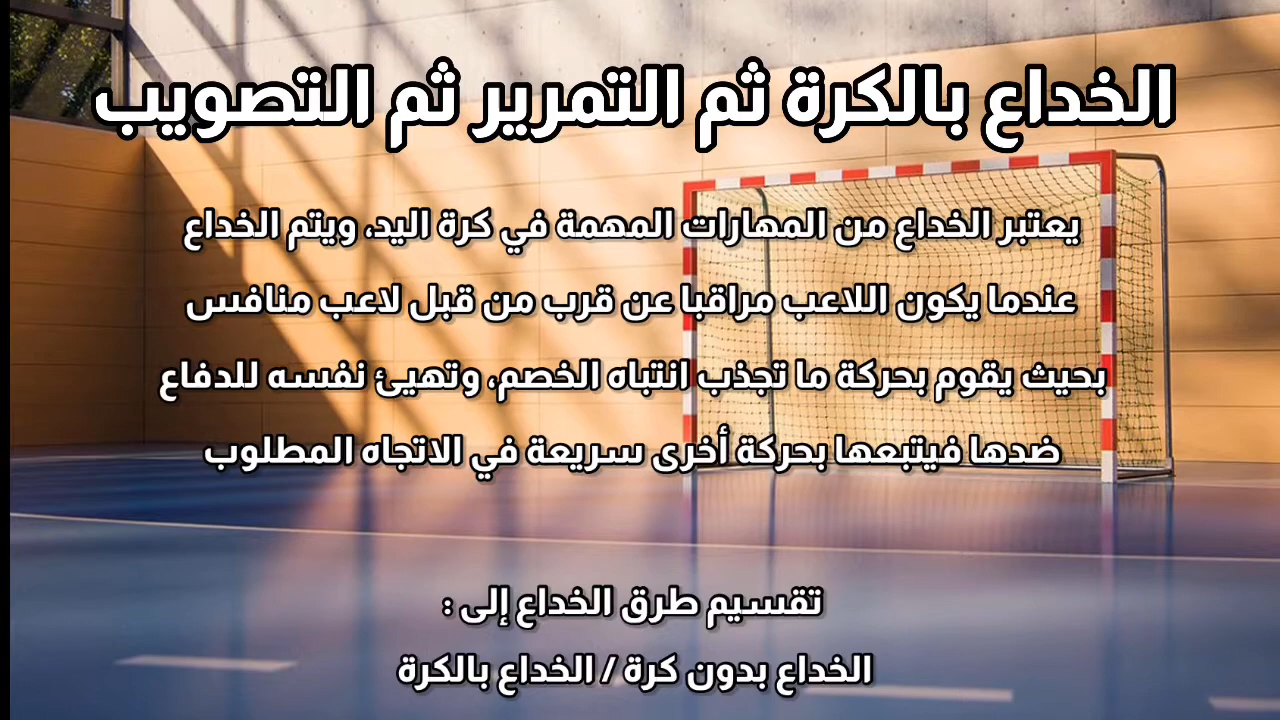 الخداع بالكرة ثم التمرير ثم التصويب
يعتبر الخداع من المهارات المهمة في كرة اليد، ويتم الخداع
عندما يكون اللاعب مراقبا عن قرب من قبل لاعب منافس
بحيث يقوم بحركة ما تجذب انتباه الخصم، وتهيئ نفسه للدفاع
ضدها فيتبعها بحركة أخرى سريعة في الاتجاه المطلوب
تقسيم طرق الخداع إلى :
الخداع بدون كرة / الخداع بالكرة